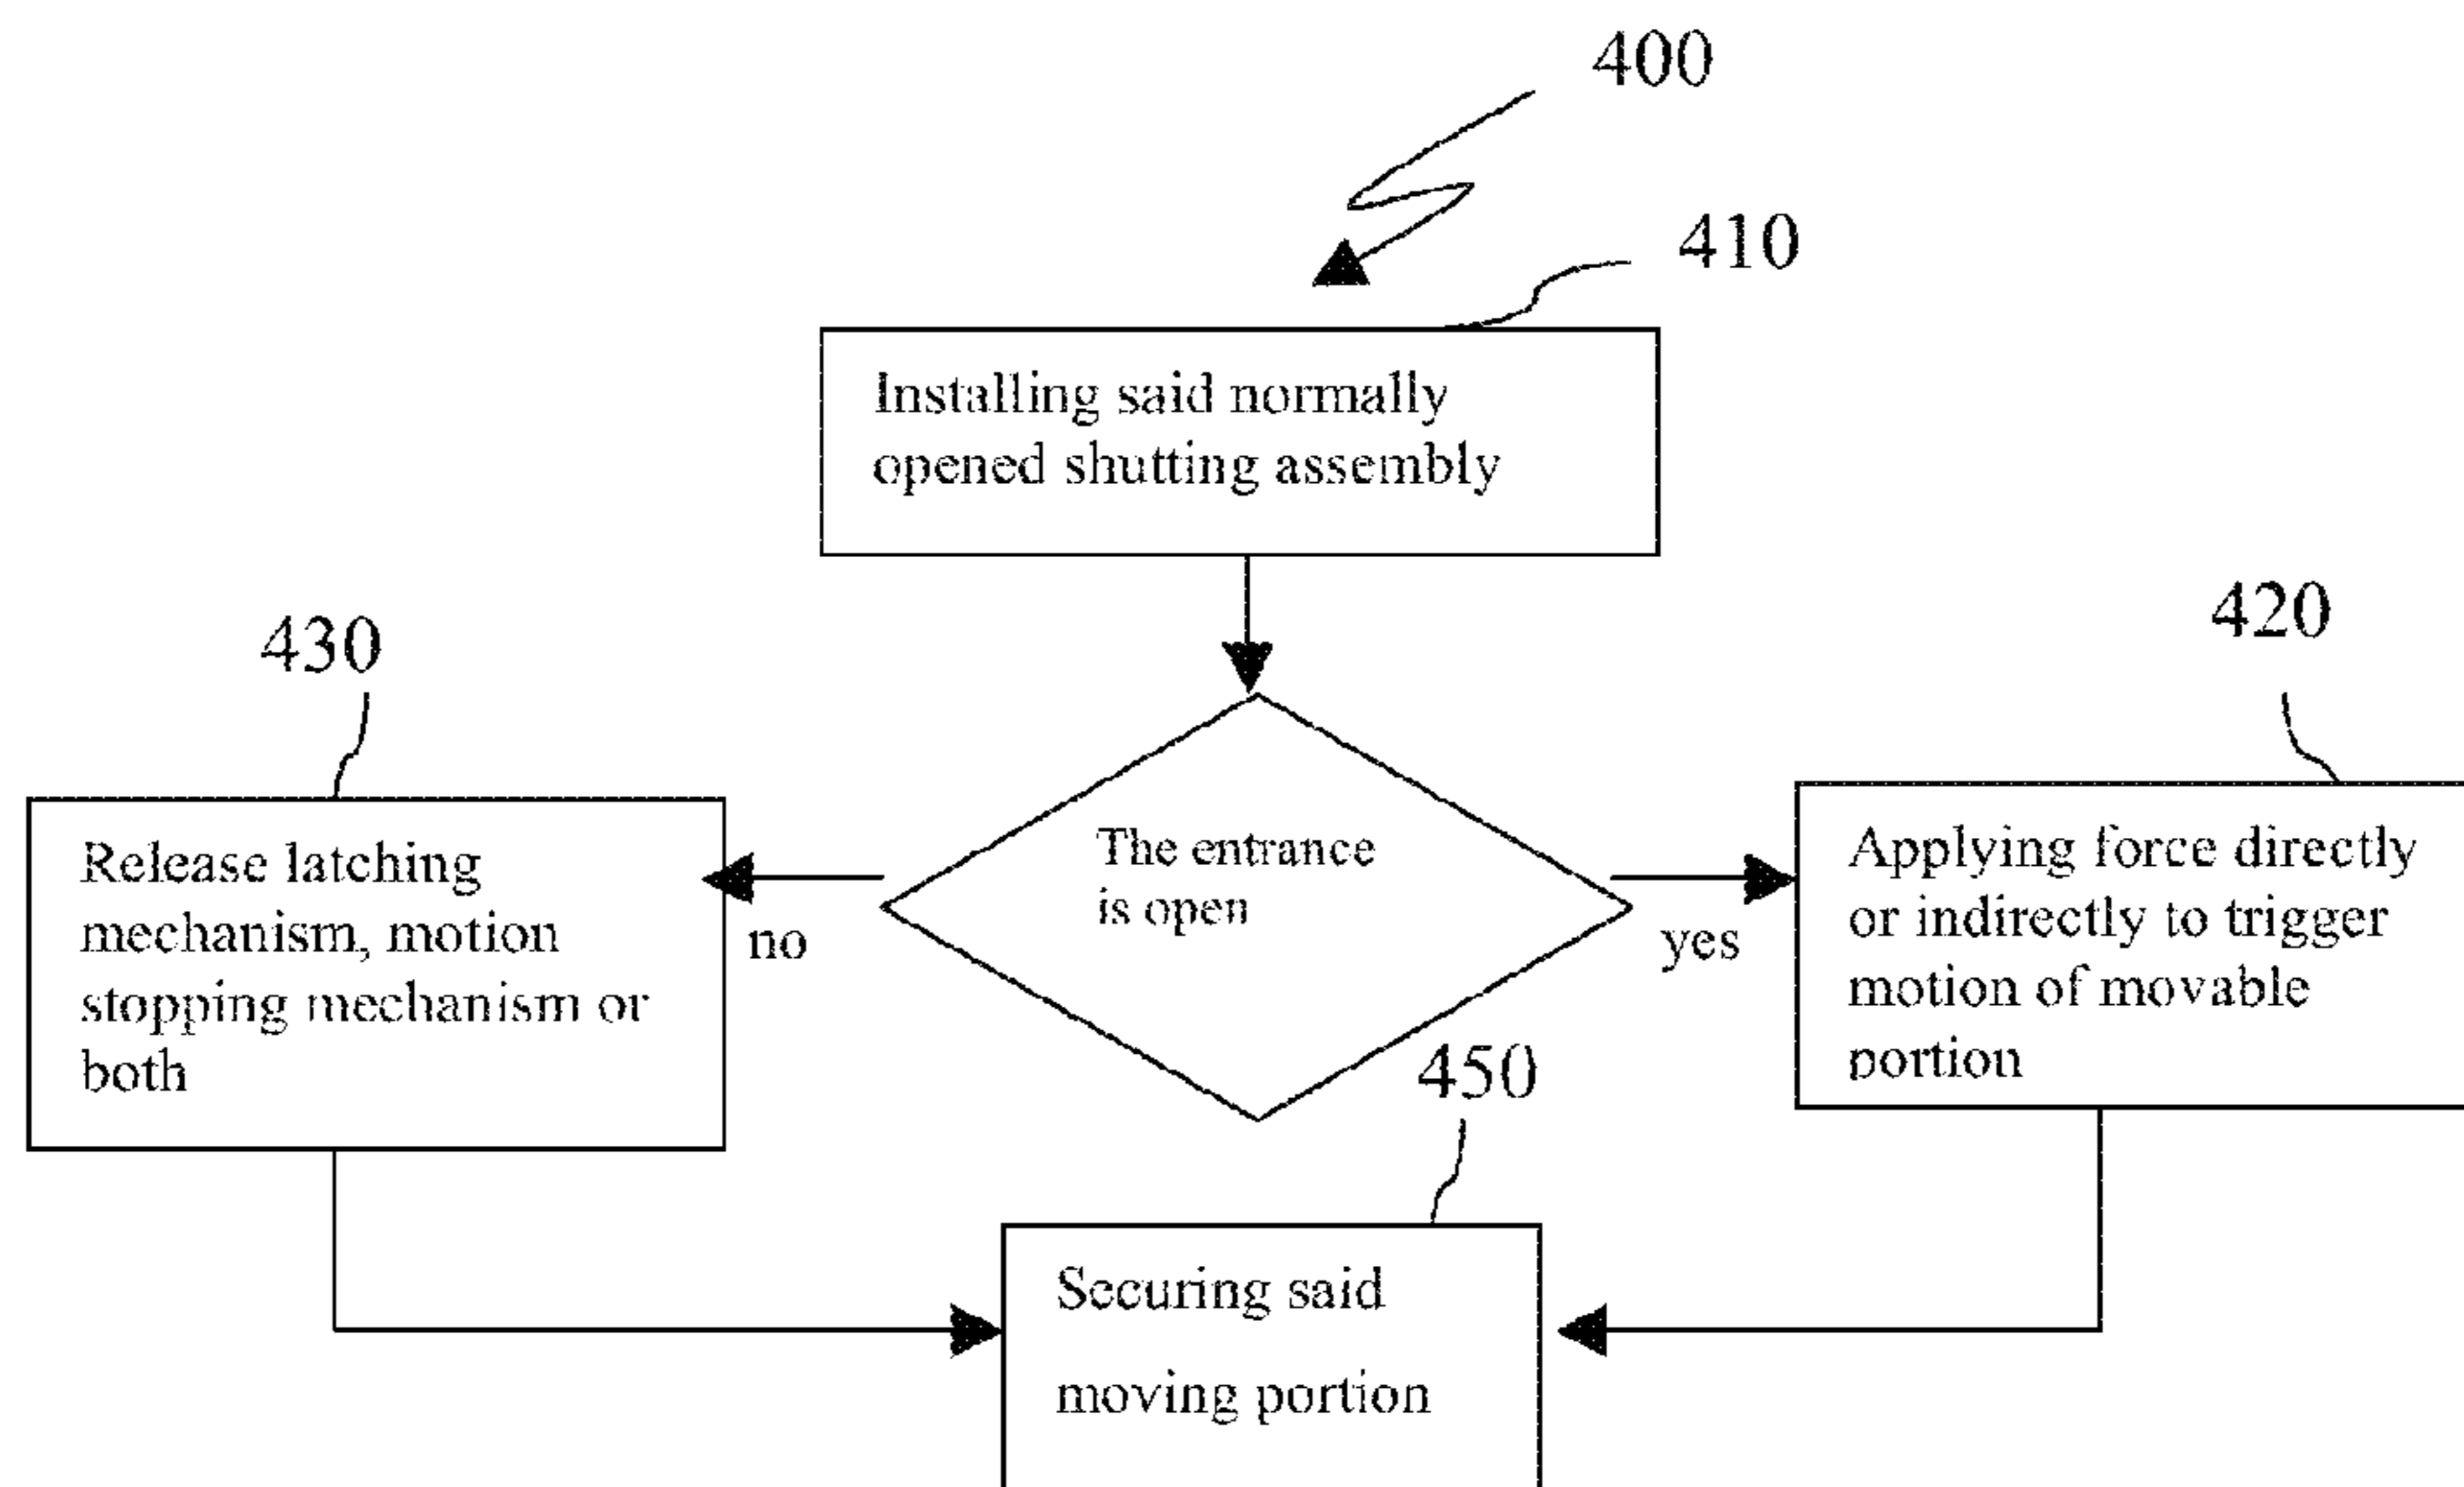 400
410
Installing said normally
opened shutting assembly
430
420
The entrance
is open
Release latching
mechanism, motion
stopping mechanism or
both
no
yes
Applying force directly
or indirectly to trigger
motion of movable
portion
450
Securing said
moving portion